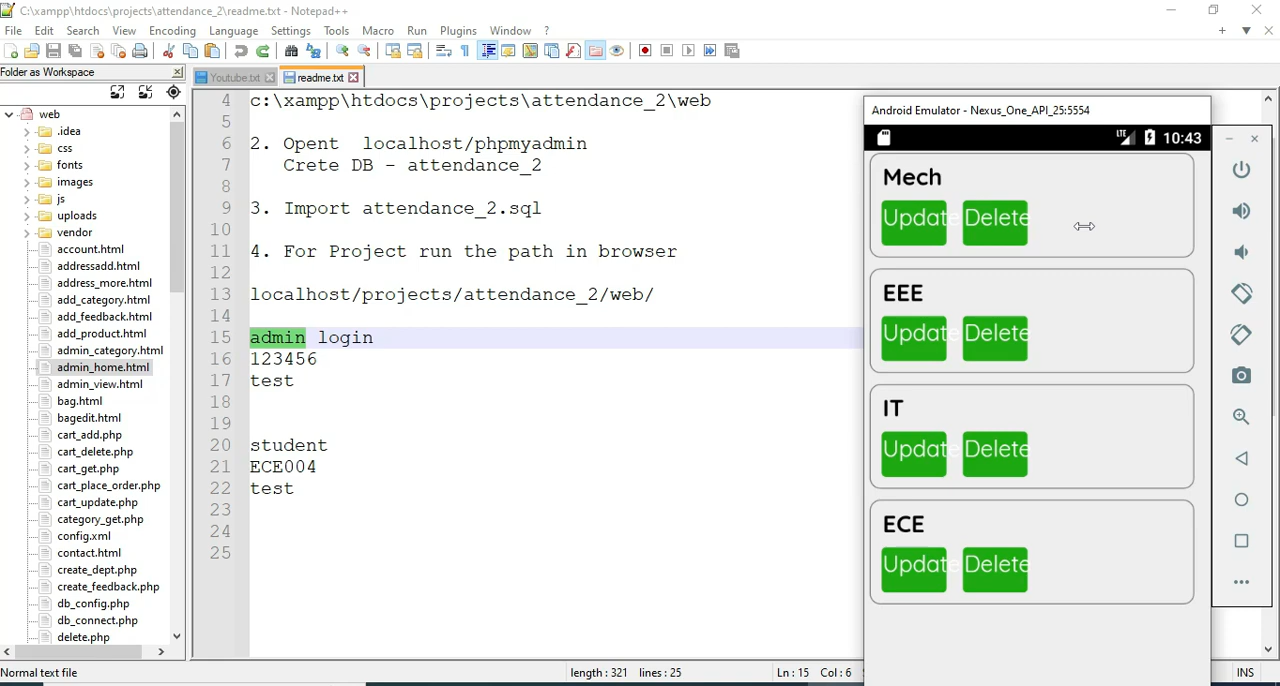 C:\xampp\htdocs\projects\attendance_2\readme.txt - Notepad++
File Edit Search View Encoding Language Settings Tools Macro Run Plugins Window ?
Folder as Workspace
Youtube.txt readme.txt
web
.idea
css
fonts
images
js
uploads
vendor
account.html
addressadd.html
address_more.html
add_category.html
add_feedback.html
add_product.html
admin_category.html
admin_home.html
admin_view.html
bag.html
bagedit.html
cart_add.php
cart_delete.php
cart_get.php
cart_place_order.php
cart_update.php
category_get.php
config.xml
contact.html
create_dept.php
create_feedback.php
db_config.php
db_connect.php
delete.php
4 c:\xampp\htdocs\projects\attendance_2\web
5
6 2. Opent localhost/phpmyadmin
7 Crete DB - attendance_2
8
9 3. Import attendance_2.sql
10
11 4. For Project run the path in browser
12
13 localhost/projects/attendance_2/web/
14
15 admin login
16 123456
17 test
18
19
20 student
21 ECE004
22 test
23
24
25
Android Emulator - Nexus_One_API_25:5554
LTE 10:43
Mech
Update Delete
EEE
Update Delete
IT
Update Delete
ECE
Update Delete
Normal text file length : 321 lines : 25 Ln : 15 Col : 6 INS